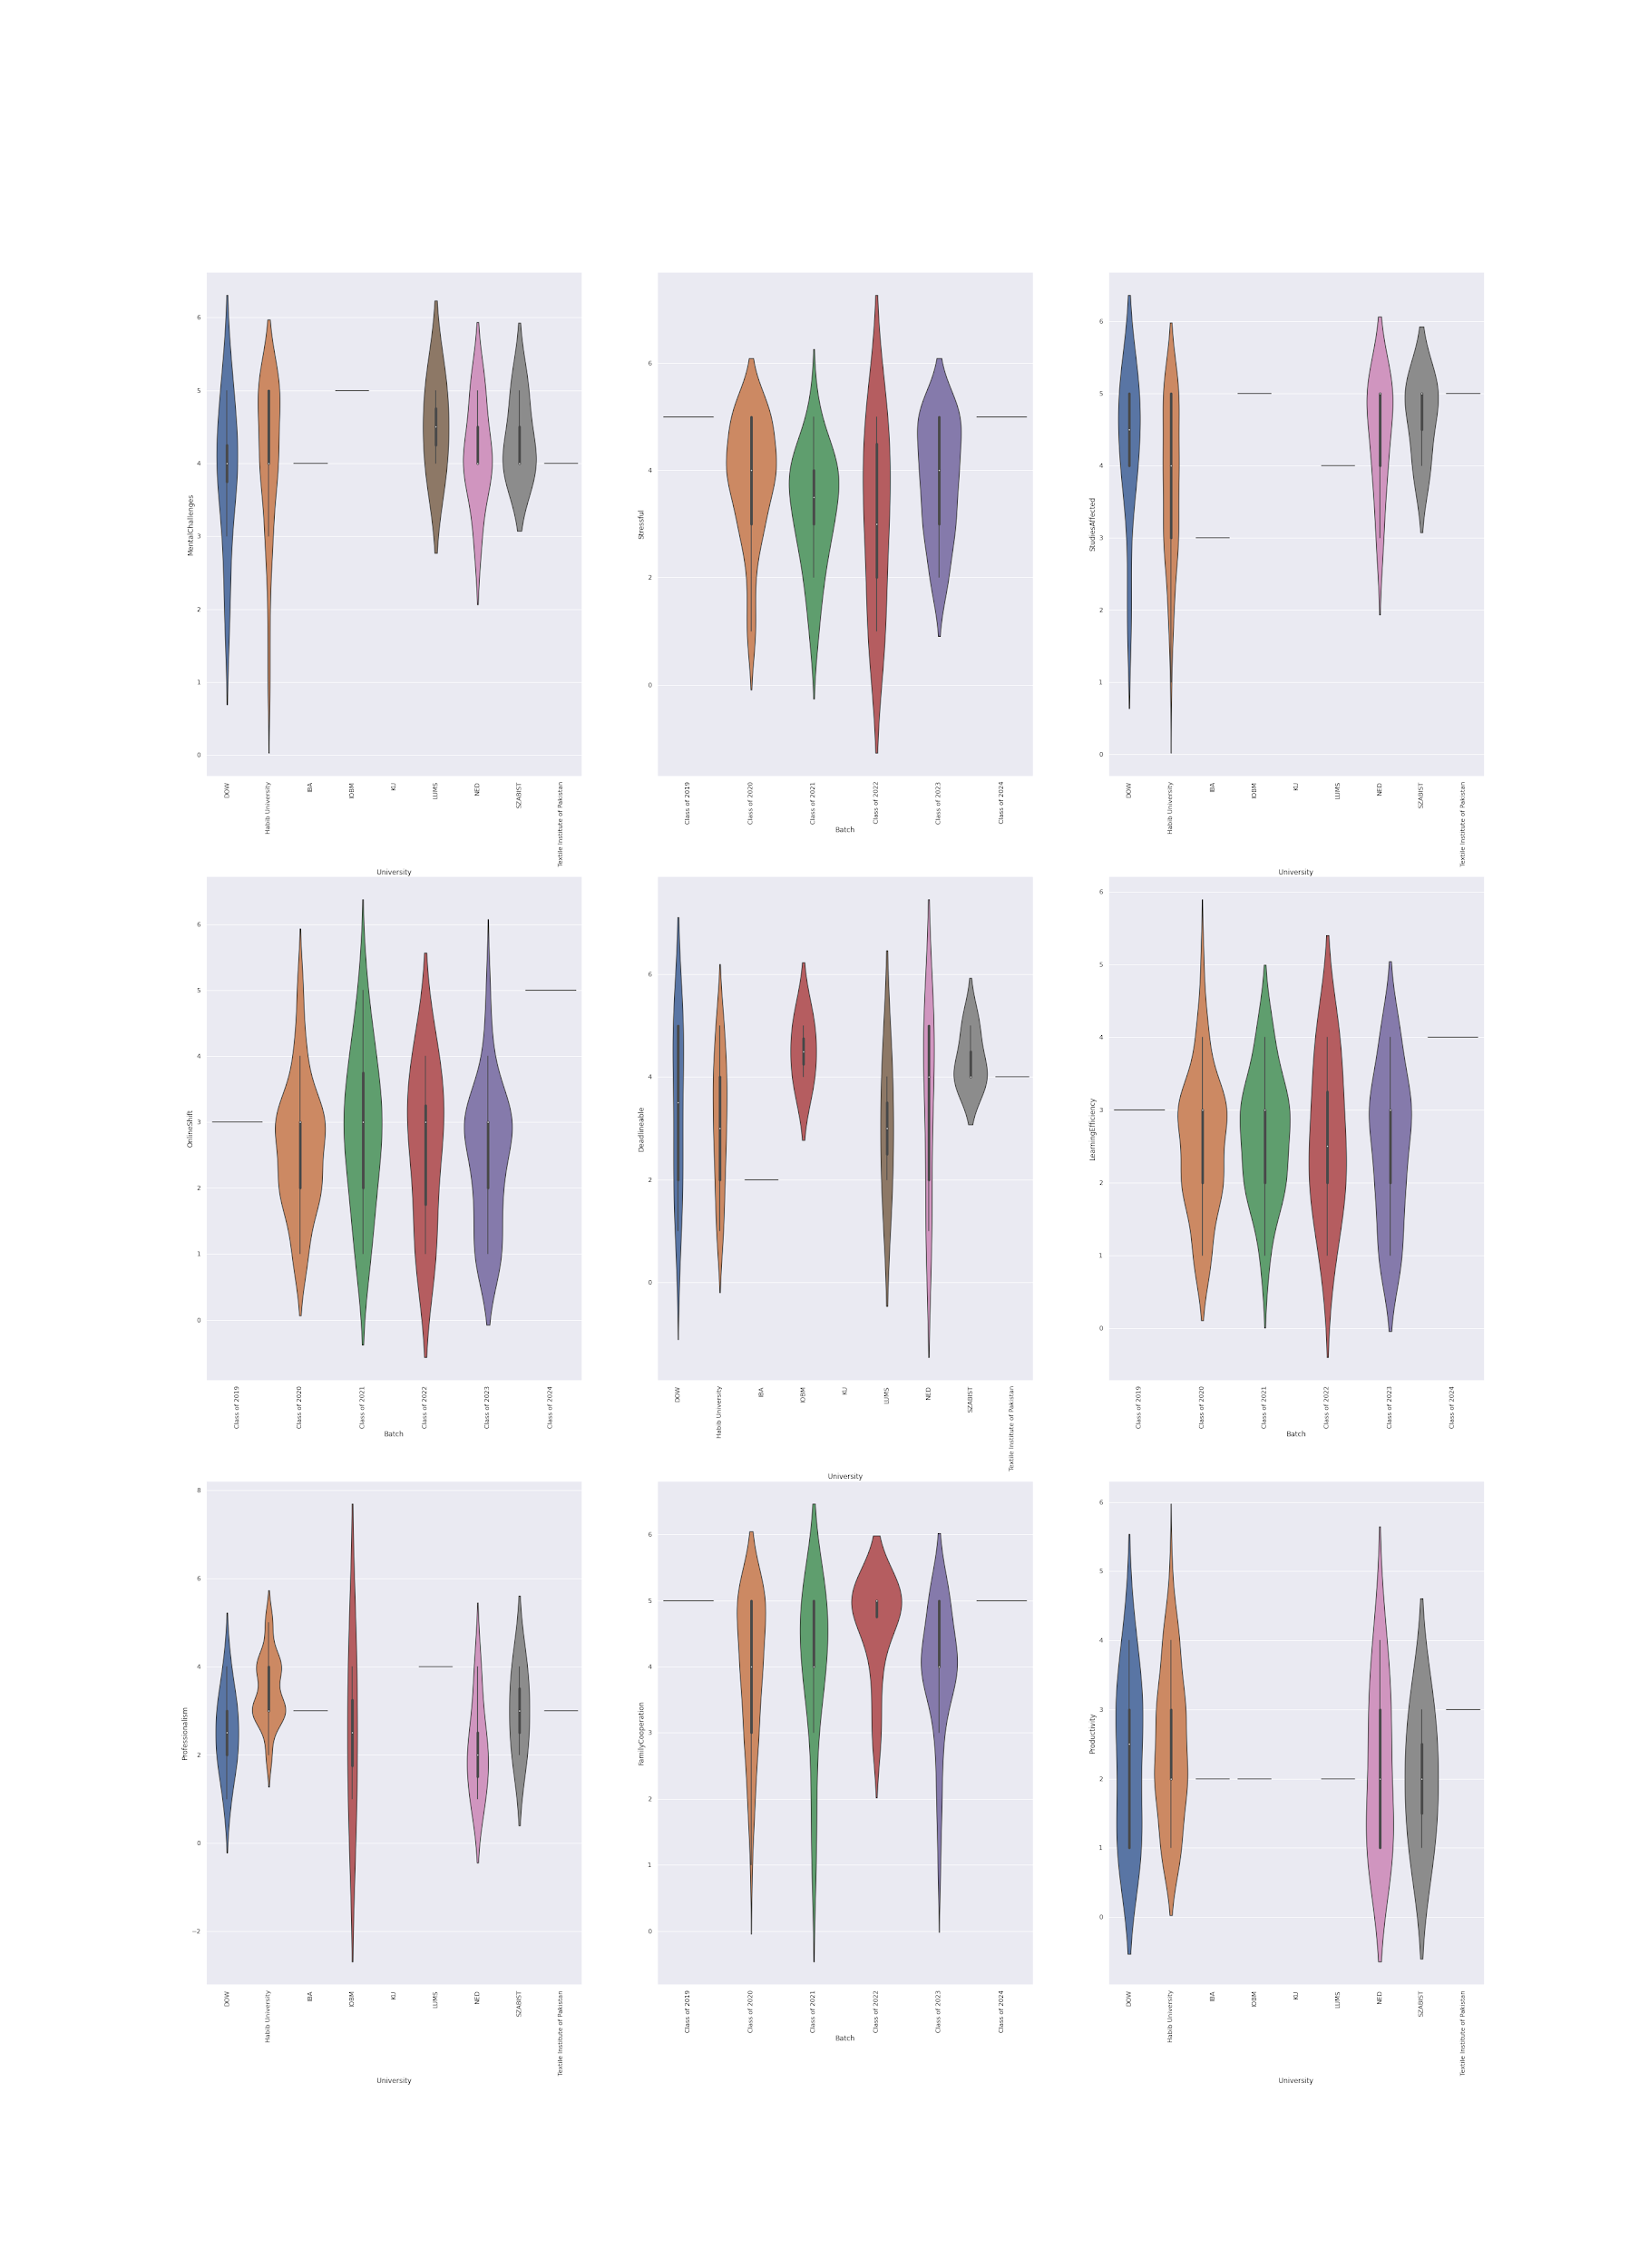 MentalChallenges
6
5
4
3
2
1
0
DOW
Habib University
IBA
IOBM
KU
LUMS
NED
SZABIST
Textile Institute of Pakistan
University
Stressful
6
4
2
0
Class of 2019
Class of 2020
Class of 2021
Class of 2022
Class of 2023
Class of 2024
Batch
StudiesAffected
6
5
4
3
2
1
0
DOW
Habib University
IBA
IOBM
KU
LUMS
NED
SZABIST
Textile Institute of Pakistan
University
OnlineShift
6
5
4
3
2
1
0
Class of 2019
Class of 2020
Class of 2021
Class of 2022
Class of 2023
Class of 2024
Batch
Deadlineable
6
4
2
0
DOW
Habib University
IBA
IOBM
KU
LUMS
NED
SZABIST
Textile Institute of Pakistan
University
LearningEfficiency
6
5
4
3
2
1
0
Class of 2019
Class of 2020
Class of 2021
Class of 2022
Class of 2023
Class of 2024
Batch
Professionalism
8
6
4
2
0
−2
DOW
Habib University
IBA
IOBM
KU
LUMS
NED
SZABIST
Textile Institute of Pakistan
University
FamilyCooperation
6
5
4
3
2
1
0
Class of 2019
Class of 2020
Class of 2021
Class of 2022
Class of 2023
Class of 2024
Batch
Productivity
6
5
4
3
2
1
0
DOW
Habib University
IBA
IOBM
KU
LUMS
NED
SZABIST
Textile Institute of Pakistan
University